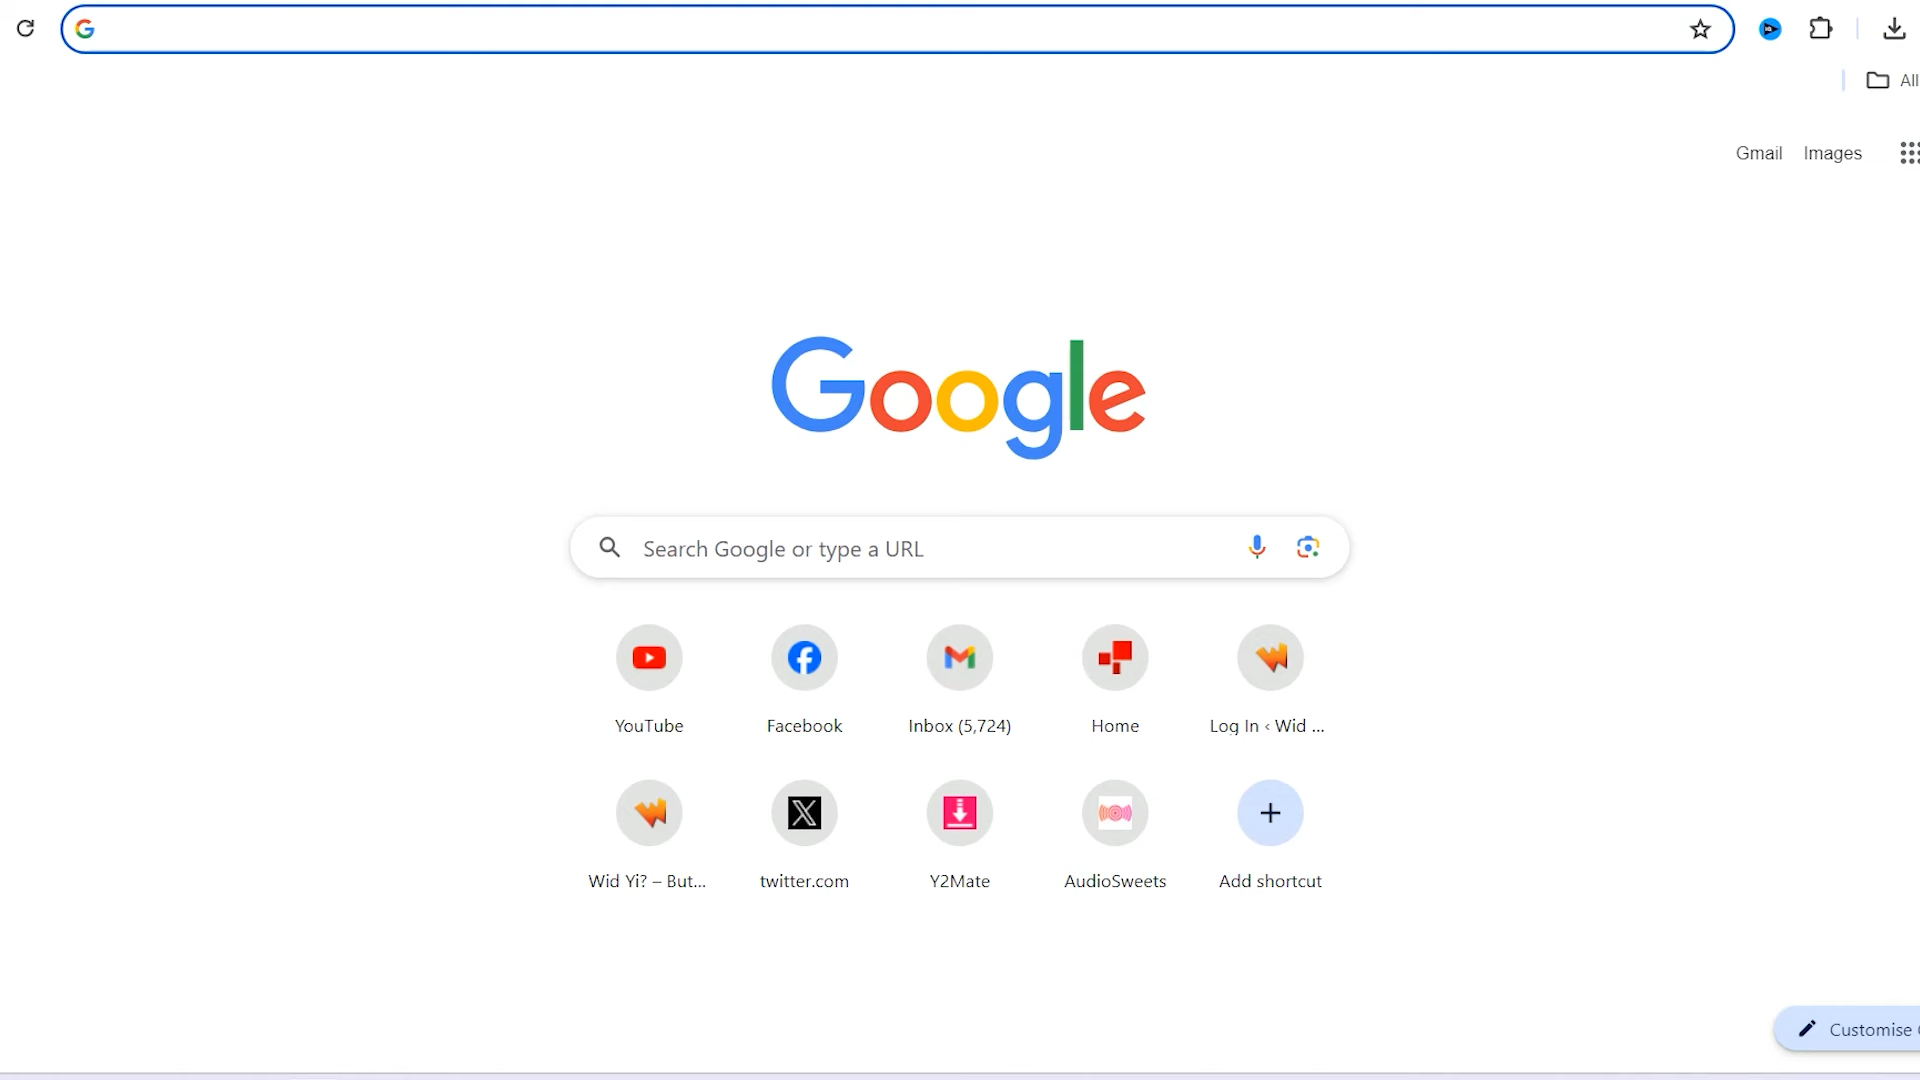 All
Gmail Images
Google
Search Google or type a URL
YouTube Facebook Inbox (5,724) Home Log In ‹ Wid ...
Wid Yi? – But... twitter.com Y2Mate AudioSweets Add shortcut
Customise